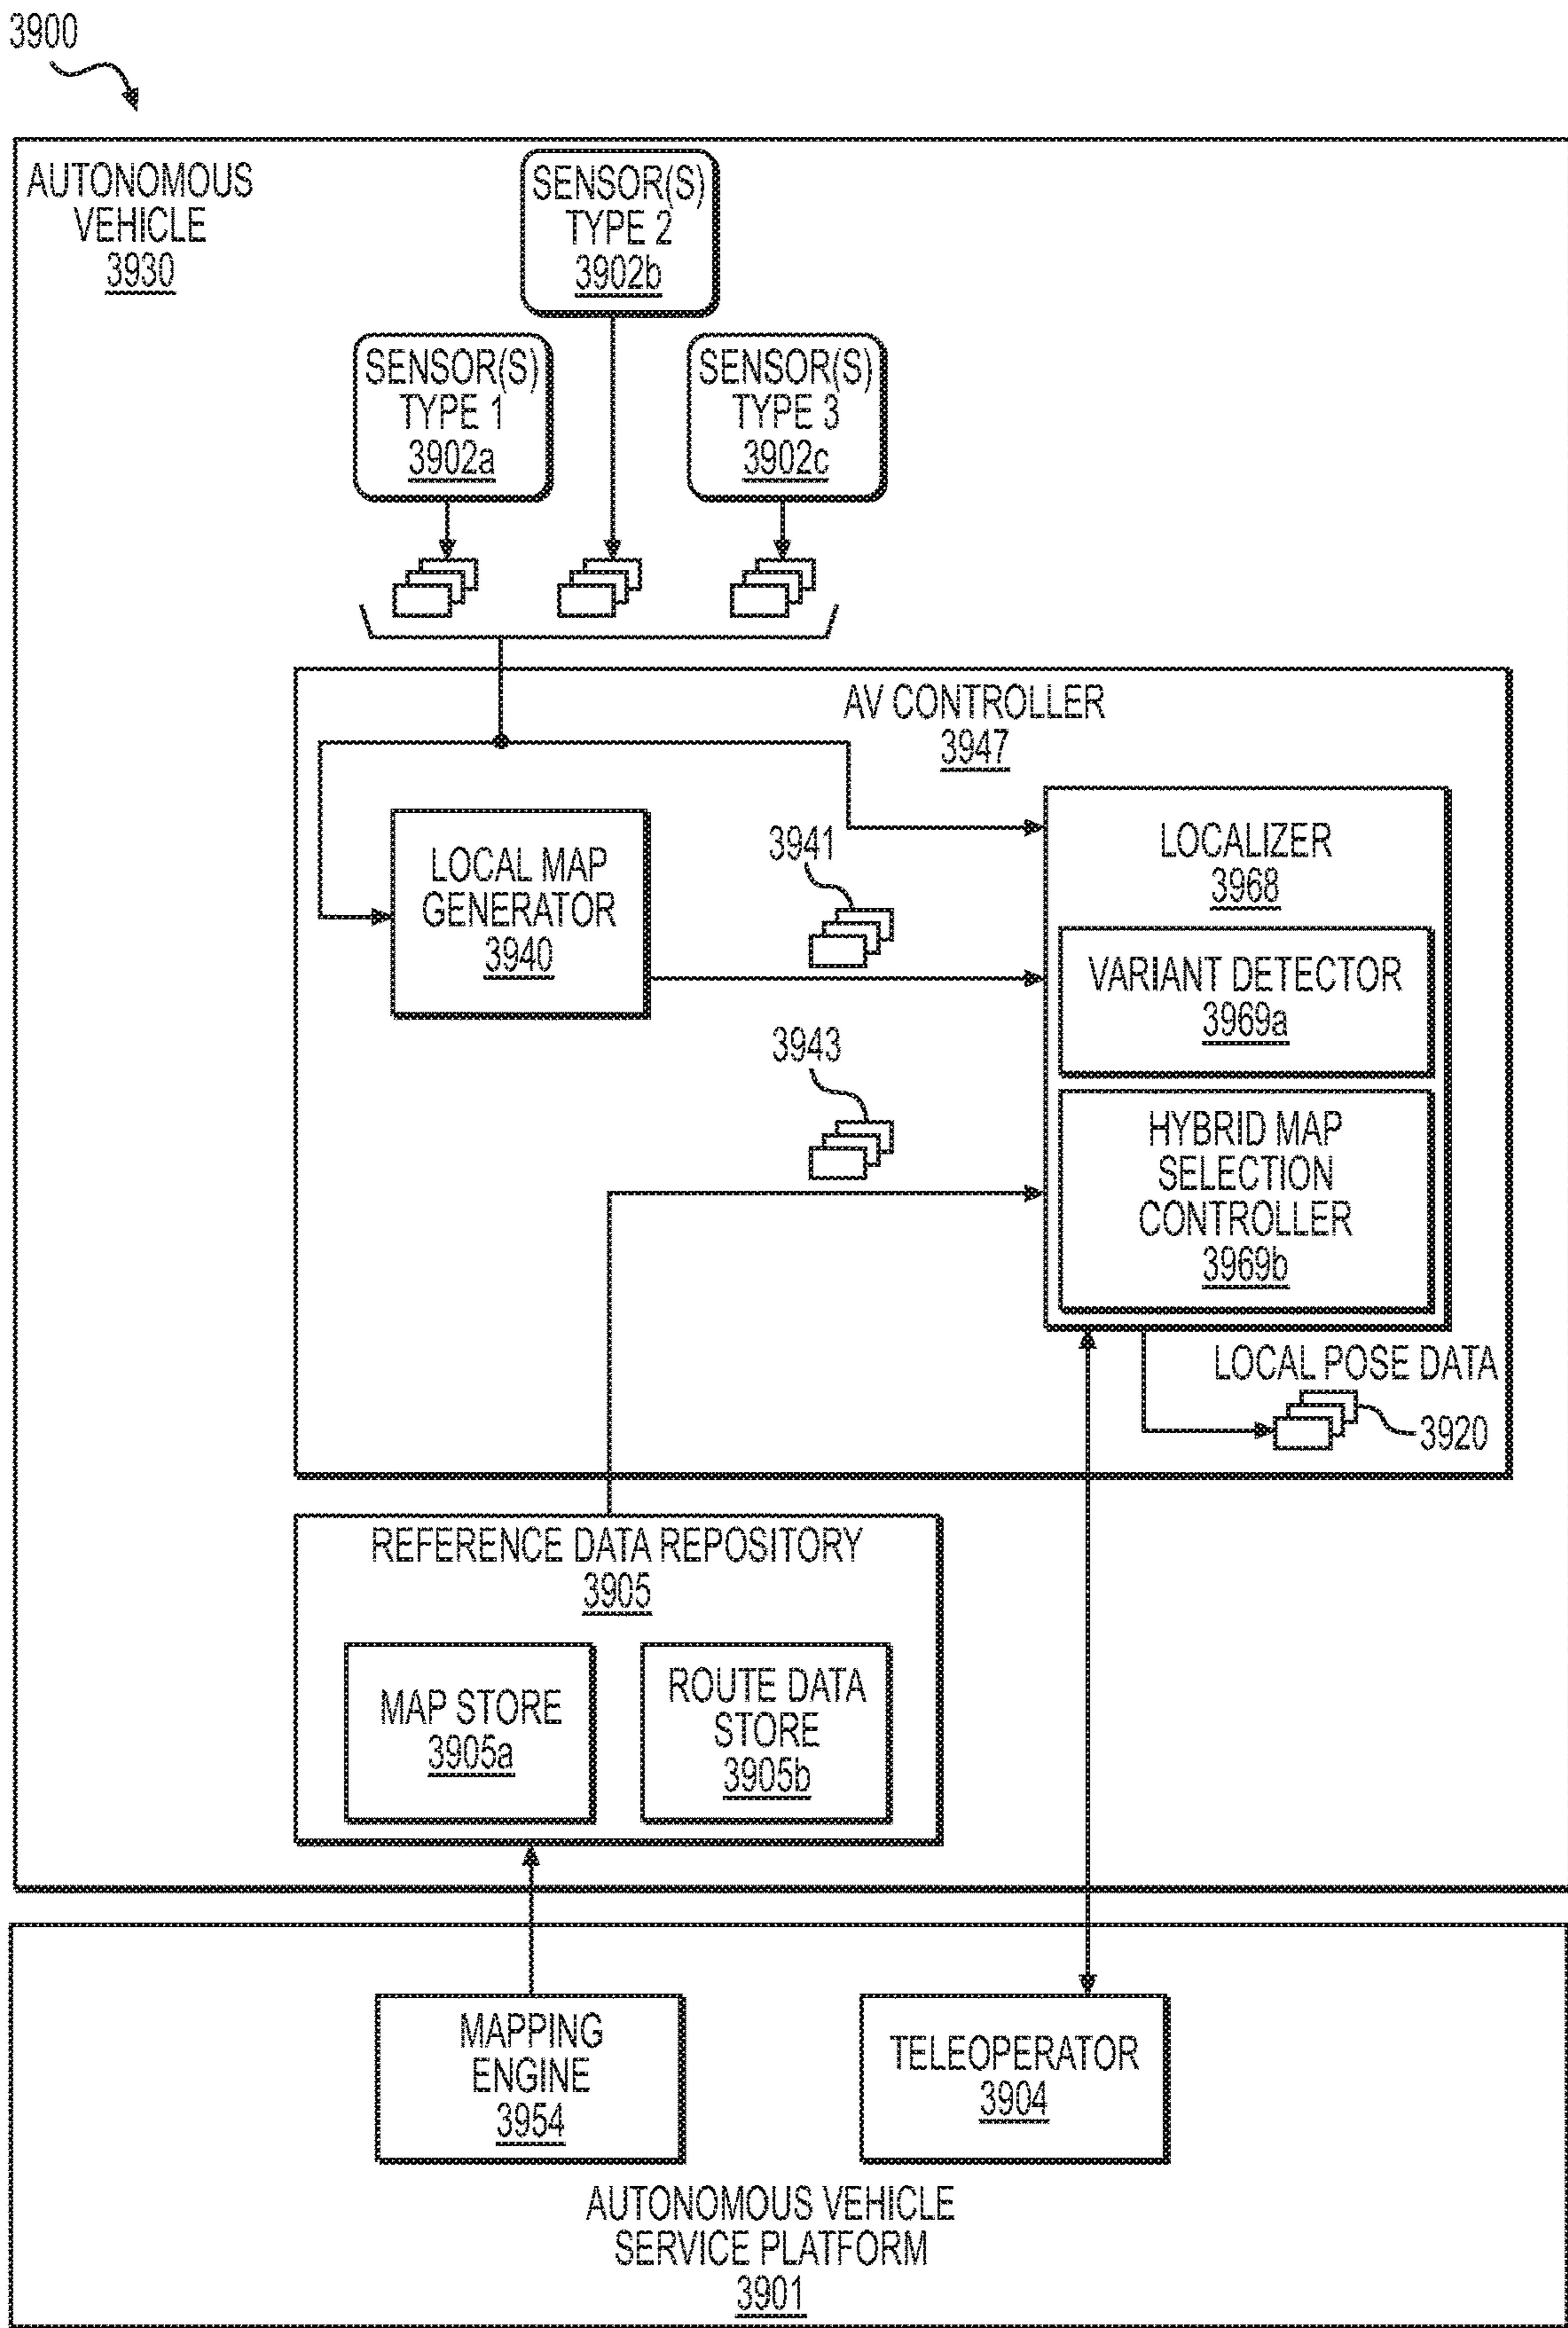 3900
AUTONOMOUS
VEHICLE
3930
SENSOR(S)
TYPE 2
3902b
SENSOR(S)
TYPE 1
3902a
SENSOR(S)
TYPE 3
3902c
AV CONTROLLER
3947
LOCAL MAP
GENERATOR
3940
3941
3943
LOCALIZER
3968
VARIANT DETECTOR
3969a
HYBRID MAP
SELECTION
CONTROLLER
3969b
LOCAL POSE DATA
3920
REFERENCE DATA REPOSITORY
3905
MAP STORE
3905a
ROUTE DATA
STORE
3905b
MAPPING
ENGINE
3954
TELEOPERATOR
3904
AUTONOMOUS VEHICLE
SERVICE PLATFORM
3901